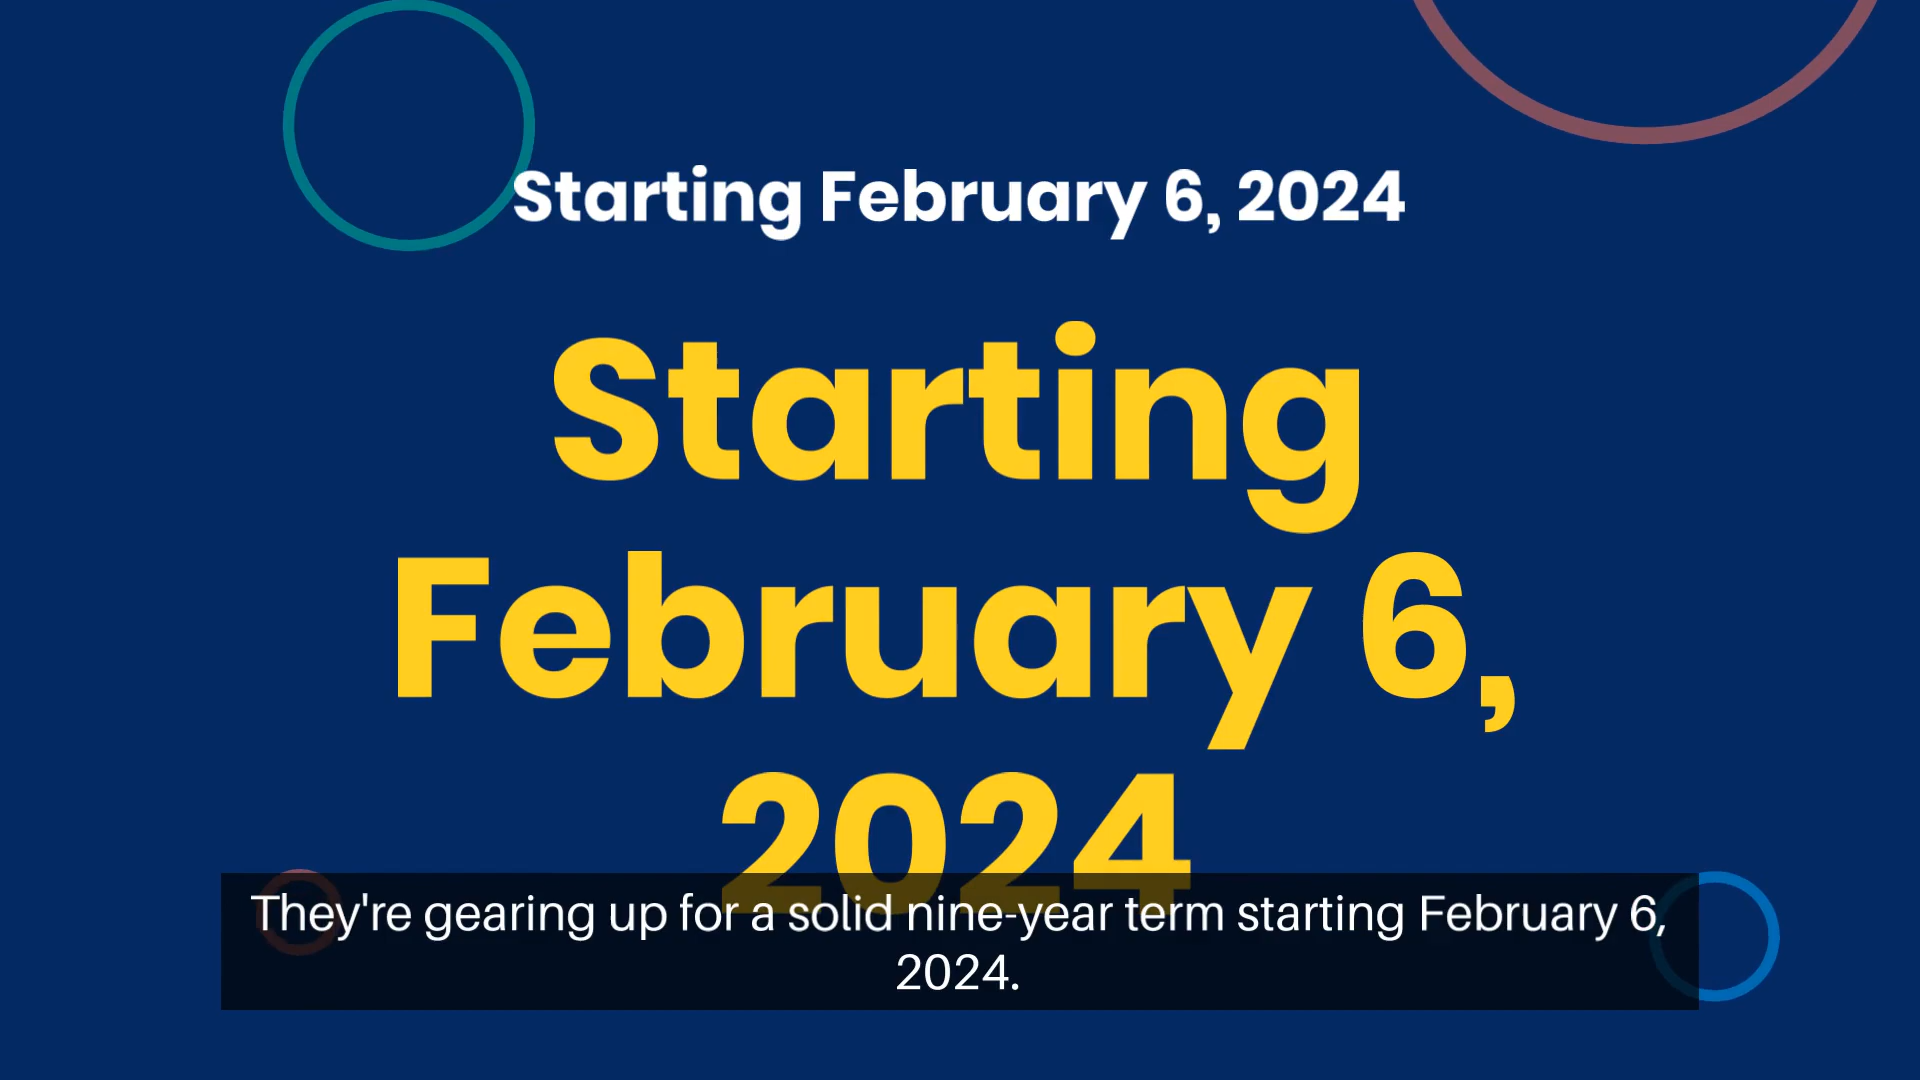 Starting February 6, 2024
Starting
February 6,
2024
They're gearing up for a solid nine-year term starting February 6,
2024.